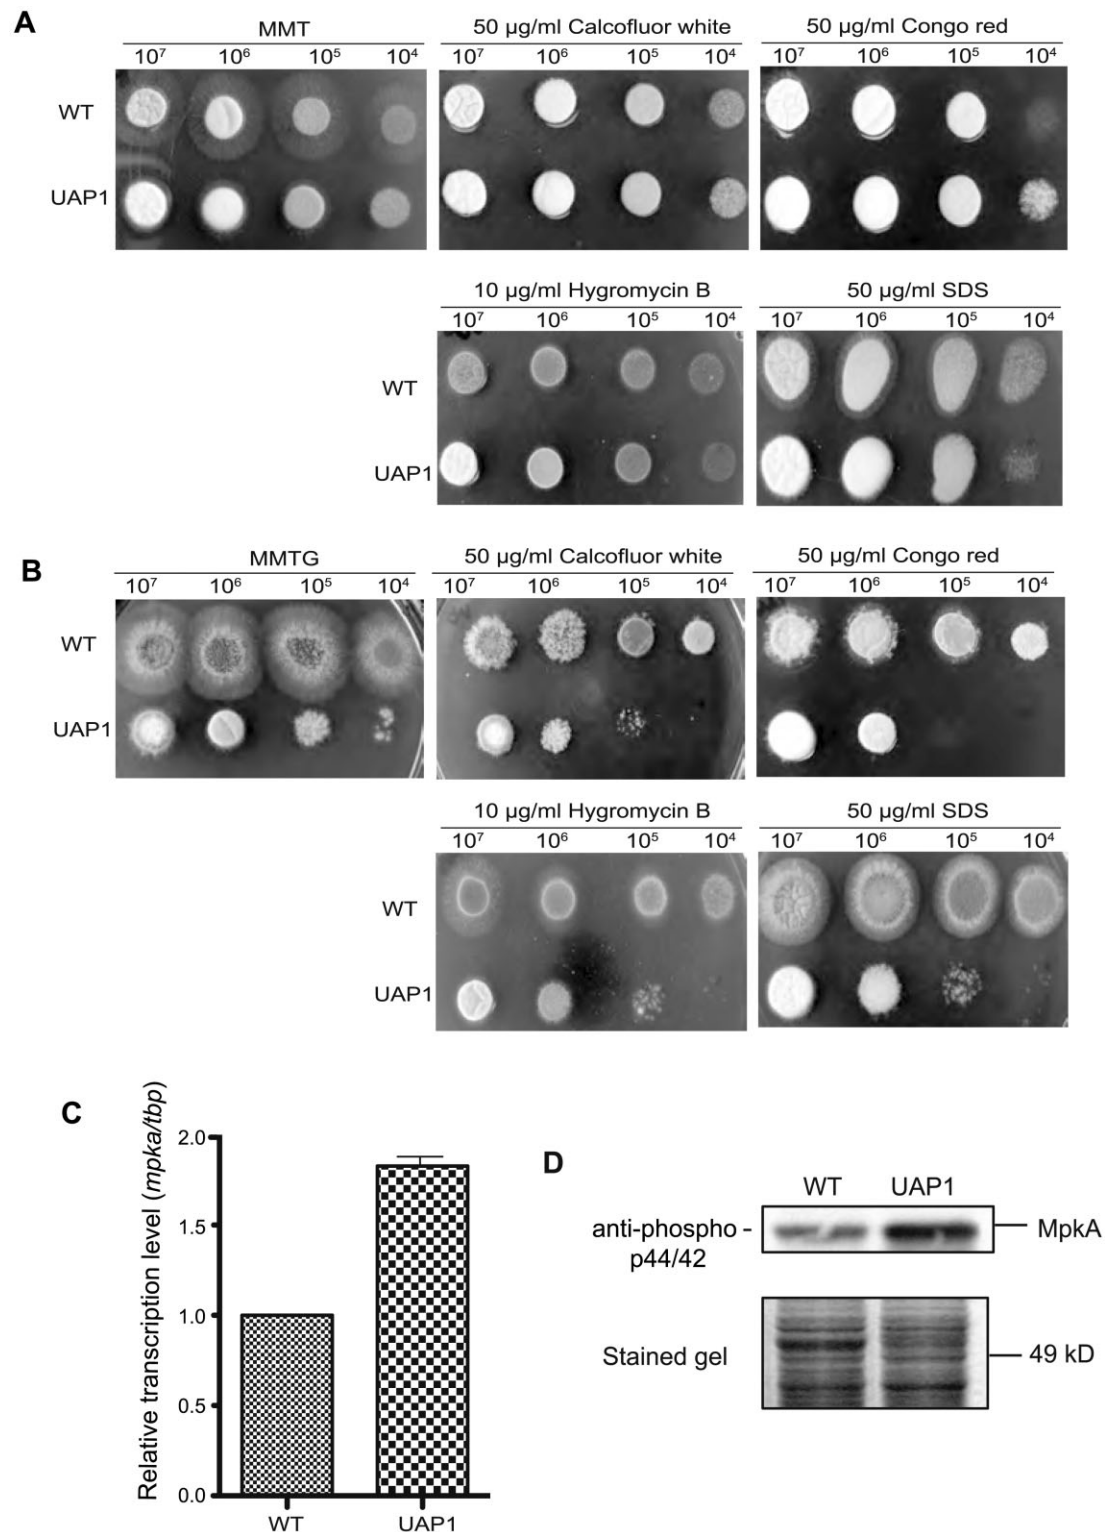 A
MMT
50 µg/ml Calcofluor white
50 µg/ml Congo red
10⁷ 10⁶ 10⁵ 10⁴
10⁷ 10⁶ 10⁵ 10⁴
10⁷ 10⁶ 10⁵ 10⁴
WT
UAP1
10 µg/ml Hygromycin B
50 µg/ml SDS
10⁷ 10⁶ 10⁵ 10⁴
10⁷ 10⁶ 10⁵ 10⁴
WT
UAP1
B
MMTG
50 µg/ml Calcofluor white
50 µg/ml Congo red
10⁷ 10⁶ 10⁵ 10⁴
10⁷ 10⁶ 10⁵ 10⁴
10⁷ 10⁶ 10⁵ 10⁴
WT
UAP1
10 µg/ml Hygromycin B
50 µg/ml SDS
10⁷ 10⁶ 10⁵ 10⁴
10⁷ 10⁶ 10⁵ 10⁴
WT
UAP1
C
Relative transcription level (mpka/tbp)
2.0
1.5
1.0
0.5
0.0
WT UAP1
D
WT UAP1
anti-phospho -
p44/42
MpkA
Stained gel
49 kD